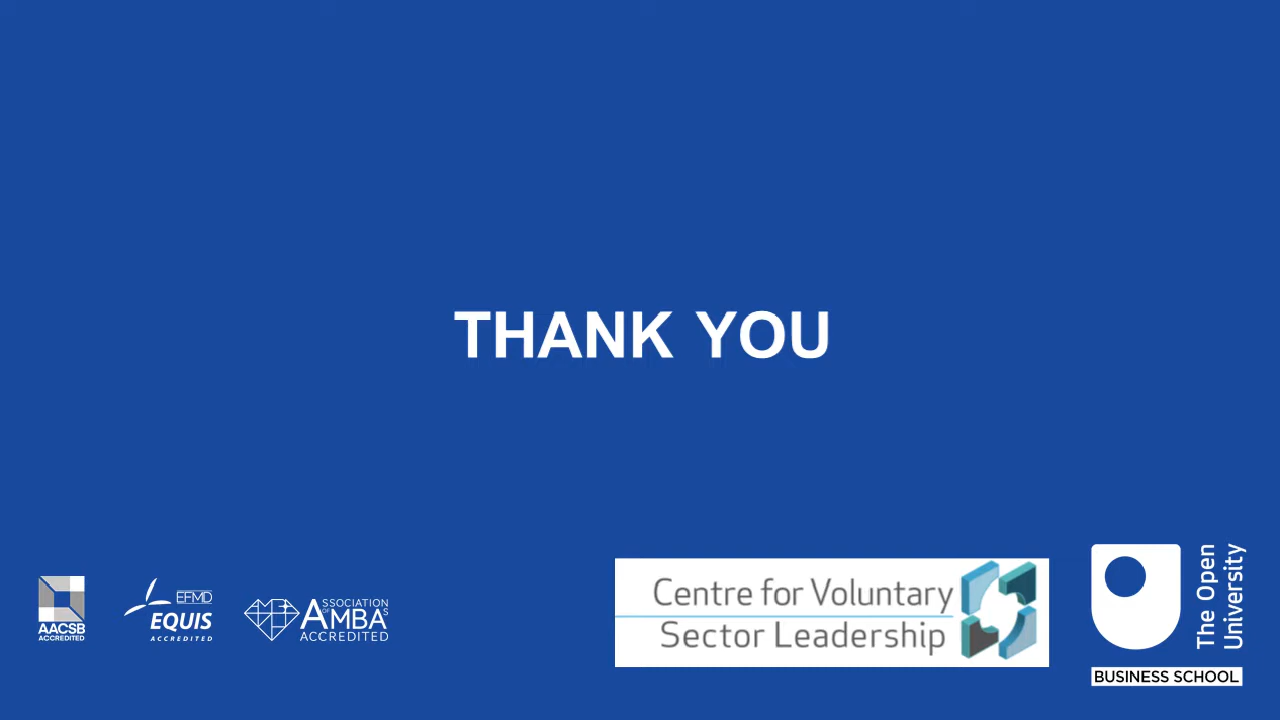 THANK YOU
AACSB
ACCREDITED
EFMD
EQUIS
ACCREDITED
ASSOCIATION
OF AMBA'S
ACCREDITED
Centre for Voluntary
Sector Leadership
The Open
University
BUSINESS SCHOOL